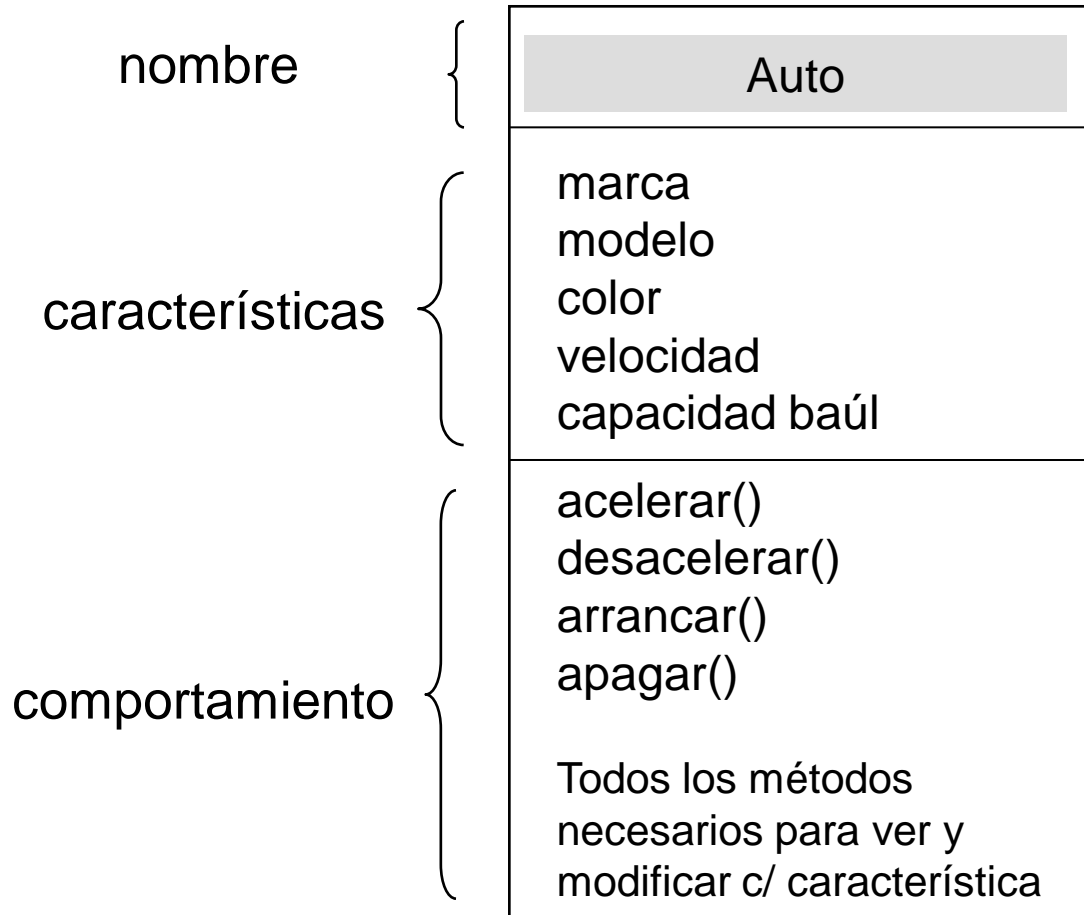 nombre
Auto
características
marca
modelo
color
velocidad
capacidad baúl
comportamiento
acelerar()
desacelerar()
arrancar()
apagar()
Todos los métodos
necesarios para ver y
modificar c/ característica